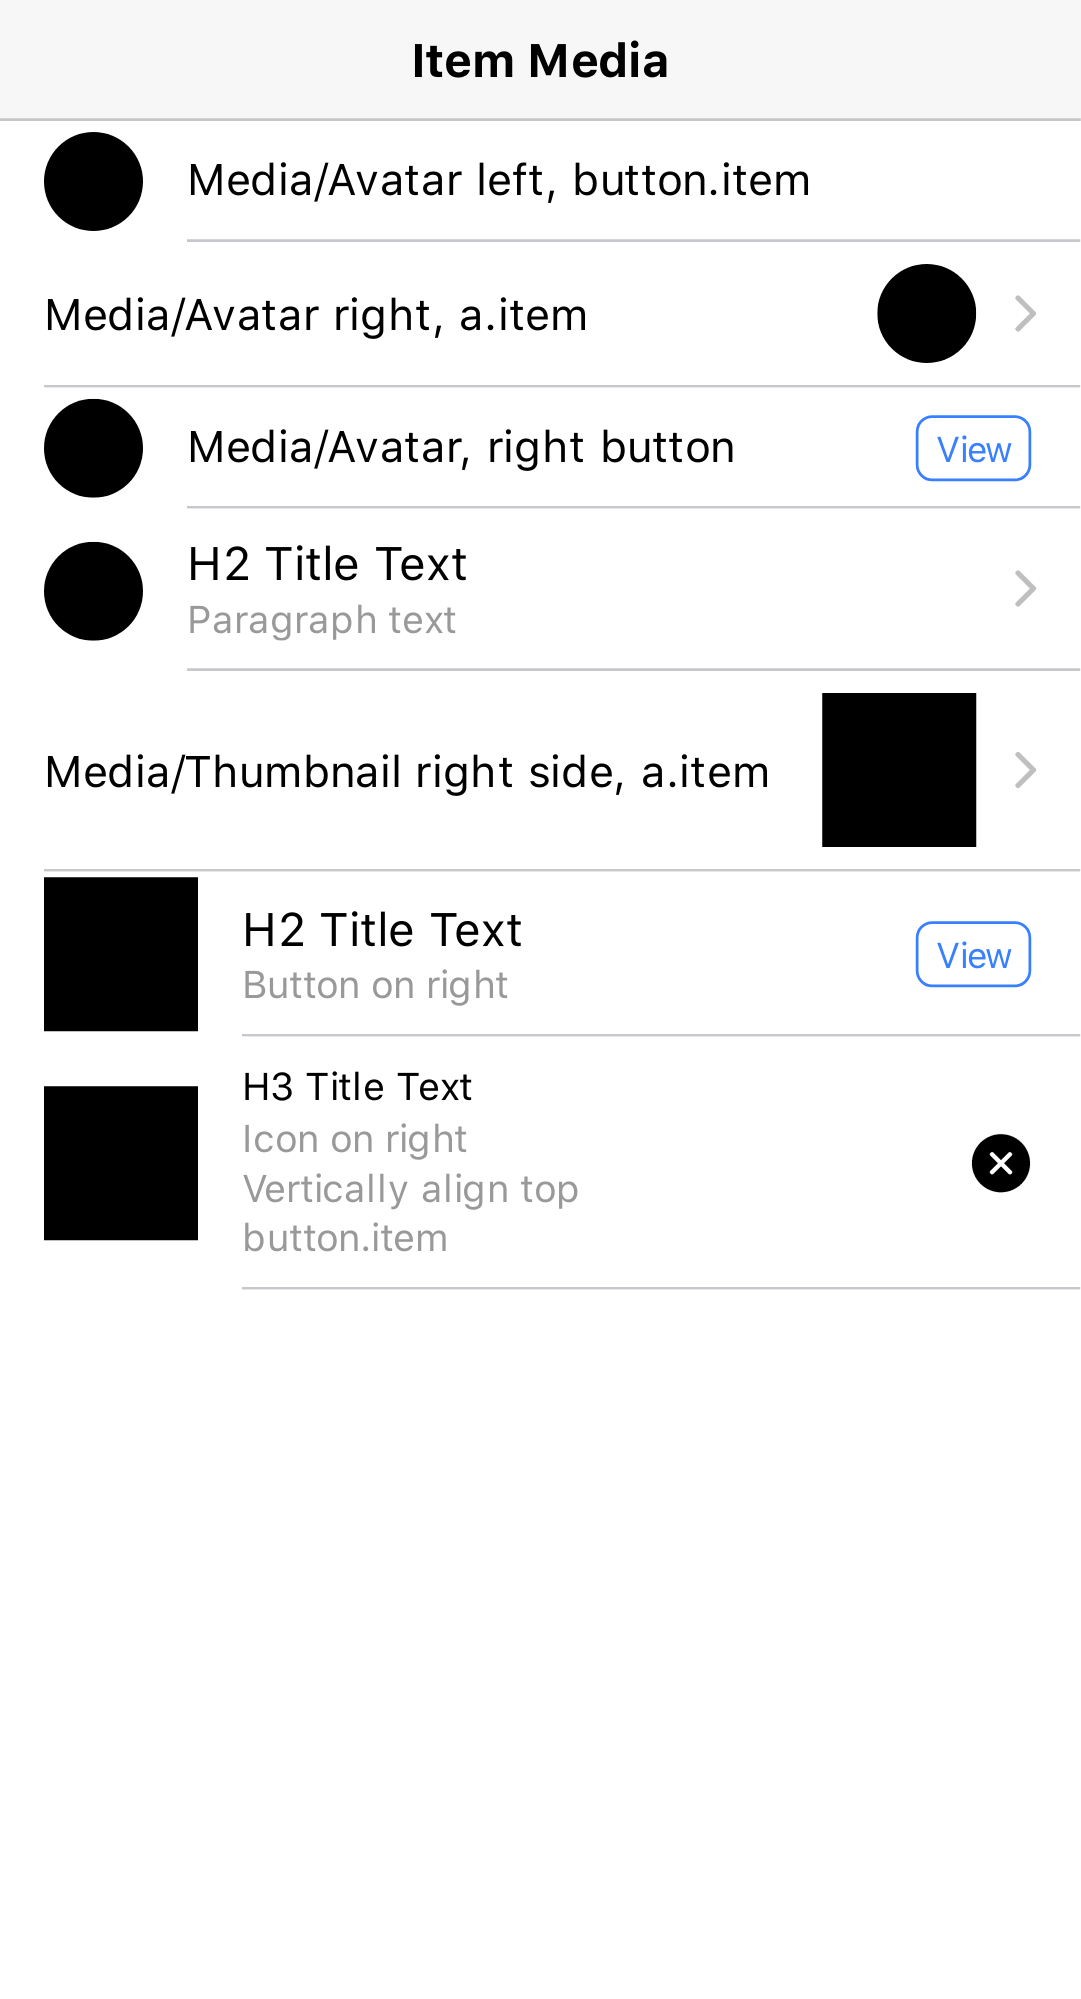 Item Media
Media/Avatar left, button.item
Media/Avatar right, a.item
Media/Avatar, right button
View
H2 Title Text
Paragraph text
Media/Thumbnail right side, a.item
H2 Title Text
Button on right
View
H3 Title Text
Icon on right
Vertically align top
button.item